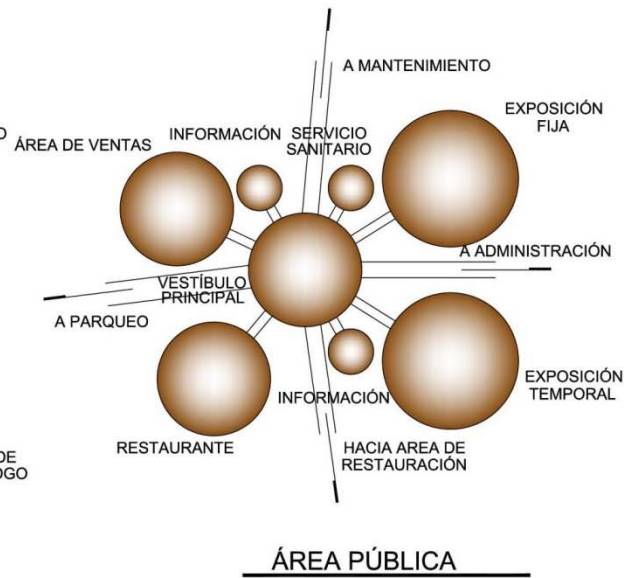 A MANTENIMIENTO
EXPOSICIÓN
FIJA
ÁREA DE VENTAS
INFORMACIÓN
SERVICIO
SANITARIO
A ADMINISTRACIÓN
VESTÍBULO
PRINCIPAL
A PARQUEO
INFORMACIÓN
EXPOSICIÓN
TEMPORAL
RESTAURANTE
HACIA AREA DE
RESTAURACIÓN
DE
OGO
ÁREA PÚBLICA